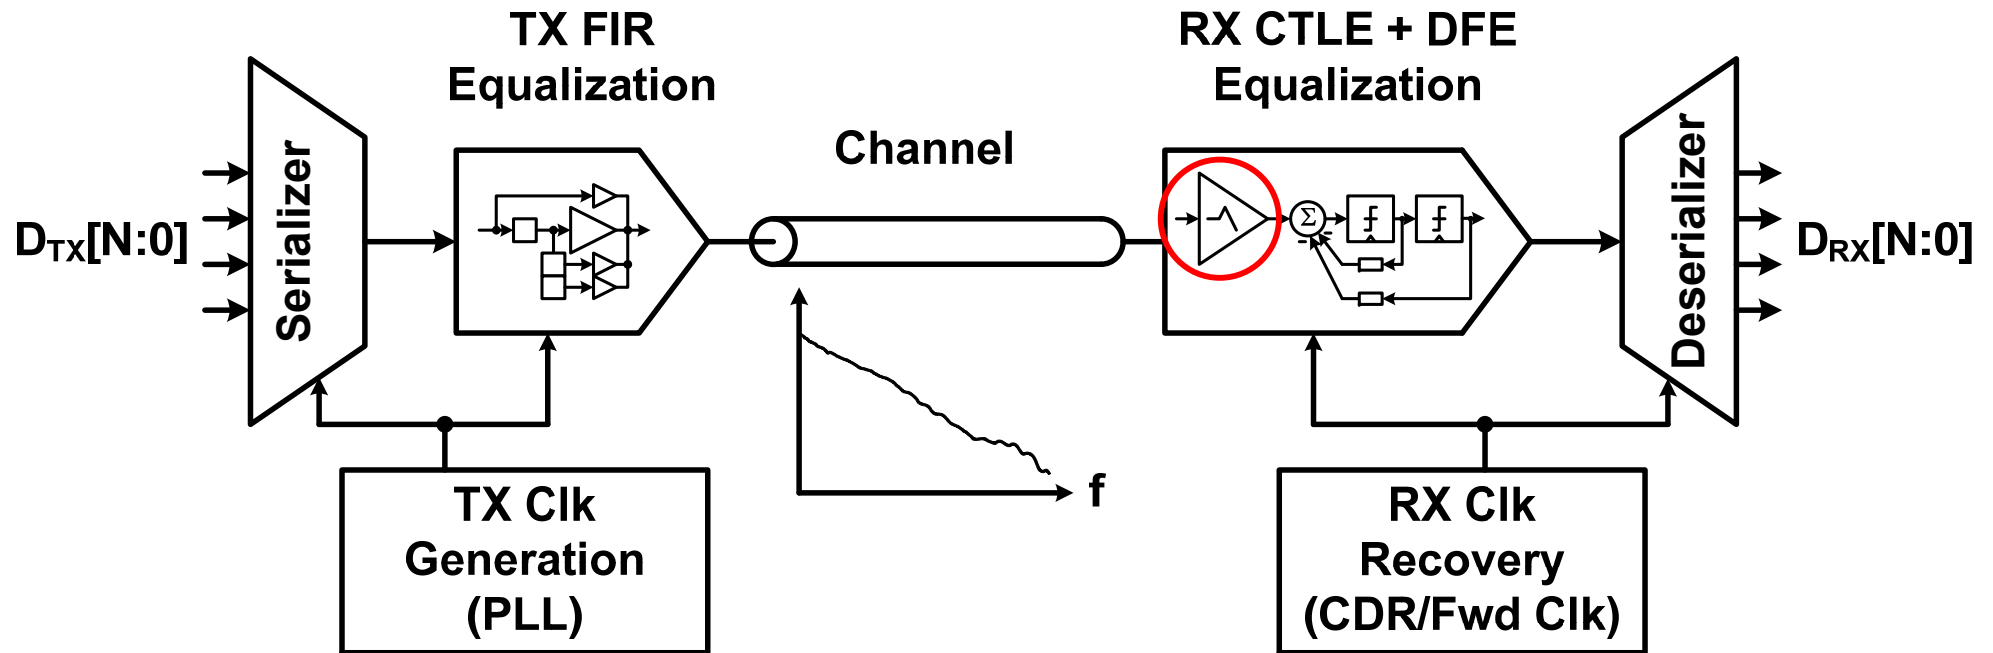 TX FIR
Equalization
RX CTLE + DFE
Equalization
Channel
Serializer
Deserializer
DTX[N:0]
DRX[N:0]
Σ
-
-
f
TX Clk
Generation
(PLL)
RX Clk
Recovery
(CDR/Fwd Clk)